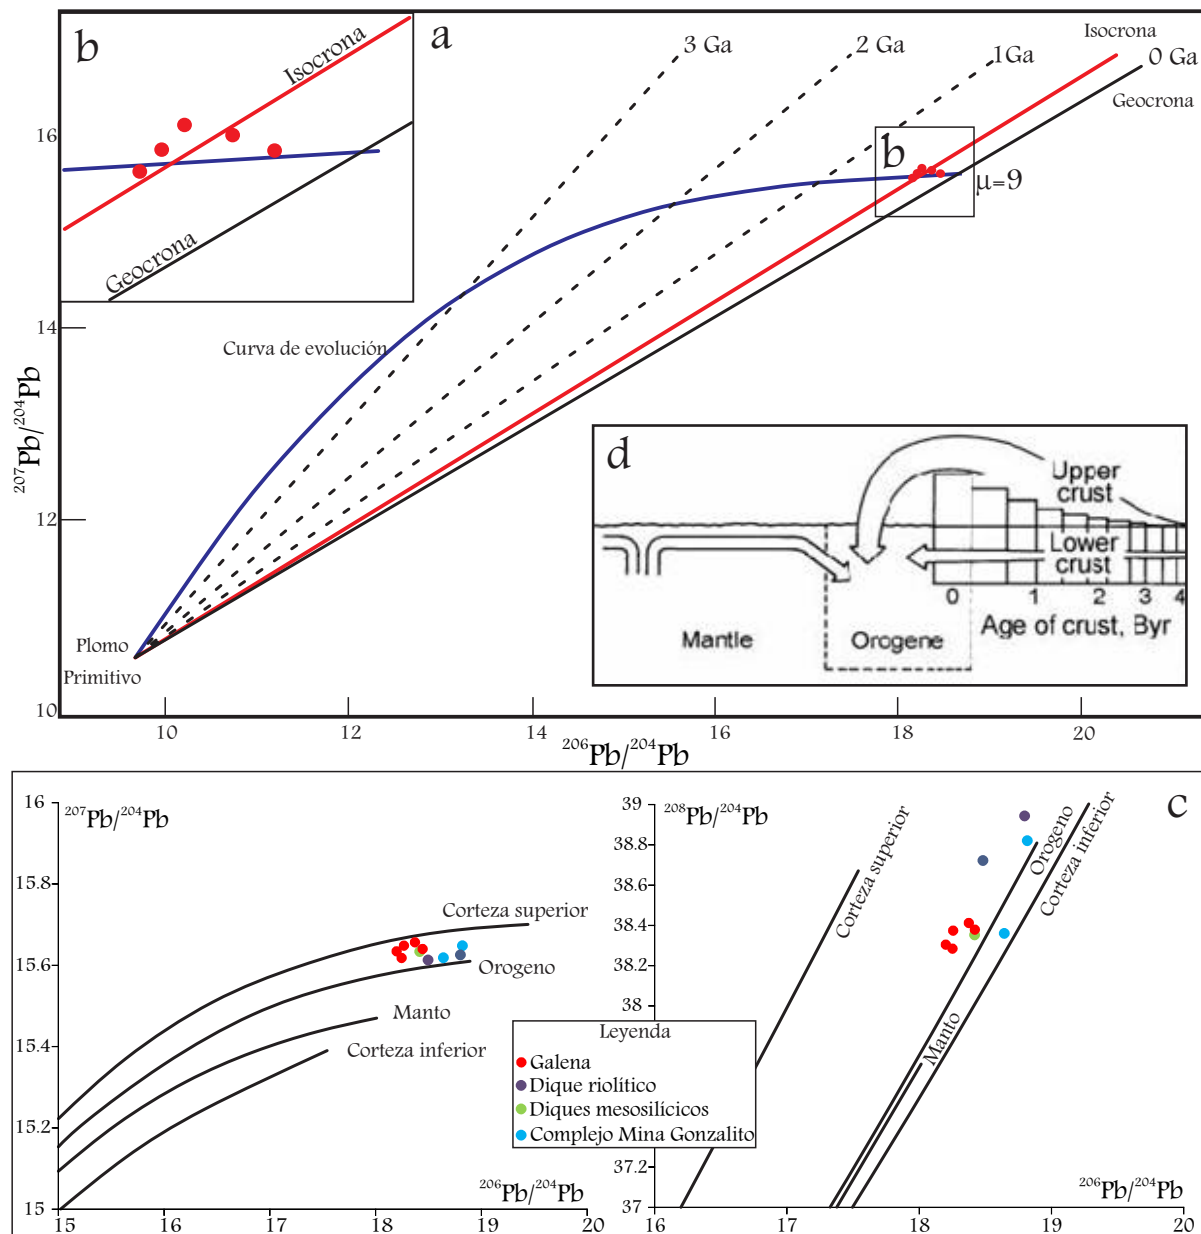 b
Isocrona
Geocrona
a
3 Ga
2 Ga
1Ga
Isocrona
0 Ga
Geocrona
b
μ=9
16
14
12
10
²⁰⁷Pb/²⁰⁴Pb
Curva de evolución
Plomo
Primitivo
d
Upper
crust
Lower
crust
0 1 2 3 4
Age of crust, Byr
Mantle
Orogene
10 12 14 16 18 20
²⁰⁶Pb/²⁰⁴Pb
16
15.8
15.6
15.4
15.2
15
²⁰⁷Pb/²⁰⁴Pb
Corteza superior
Orogeno
Manto
Corteza inferior
²⁰⁶Pb/²⁰⁴Pb
15 16 17 18 19 20
Leyenda
Galena
Dique riolítico
Diques mesosilícicos
Complejo Mina Gonzalito
c
39
38.8
38.6
38.4
38.2
38
37.2
37
²⁰⁸Pb/²⁰⁴Pb
Corteza superior
Orogeno
Corteza inferior
Manto
²⁰⁶Pb/²⁰⁴Pb
16 17 18 19 20